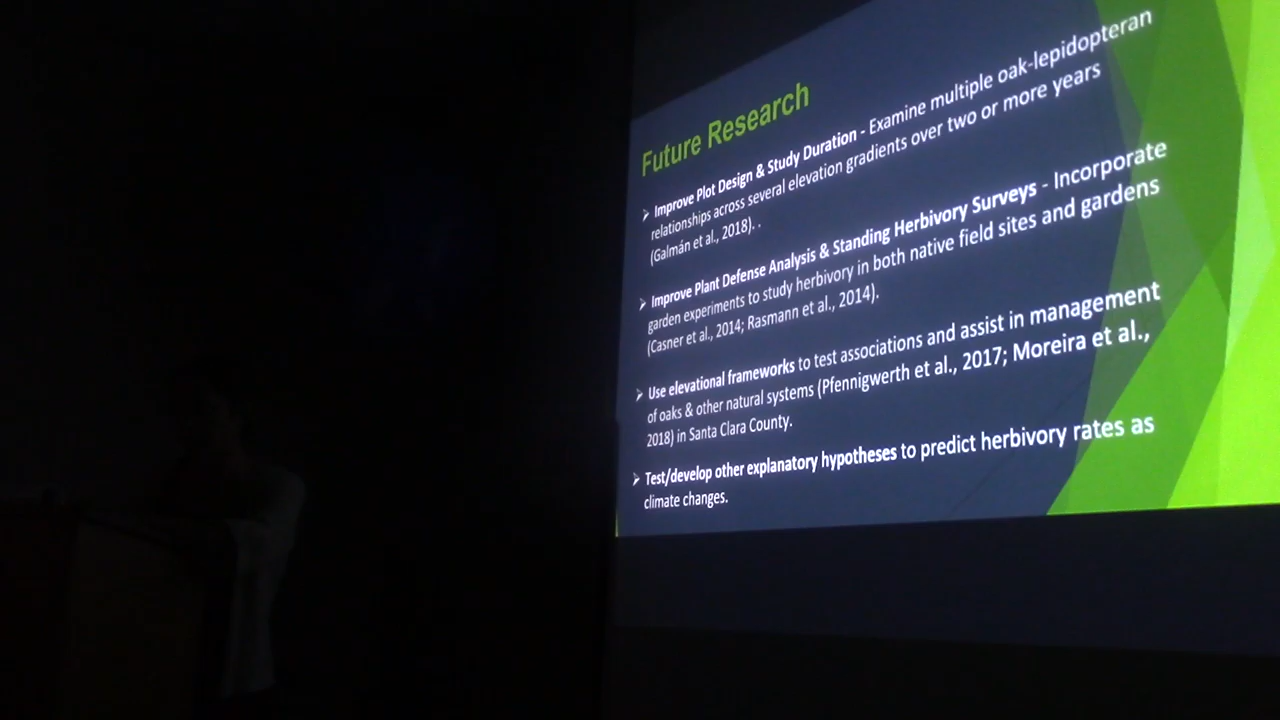 Future Research
➢ Improve Plot Design & Study Duration - Examine multiple oak-lepidopteran
relationships across several elevation gradients over two or more years
(Galmán et al., 2018). .
➢ Improve Plant Defense Analysis & Standing Herbivory Surveys - Incorporate
garden experiments to study herbivory in both native field sites and gardens
(Casner et al., 2014; Rasmann et al., 2014).
➢ Use elevational frameworks to test associations and assist in management
of oaks & other natural systems (Pfennigwerth et al., 2017; Moreira et al.,
2018) in Santa Clara County.
➢ Test/develop other explanatory hypotheses to predict herbivory rates as
climate changes.